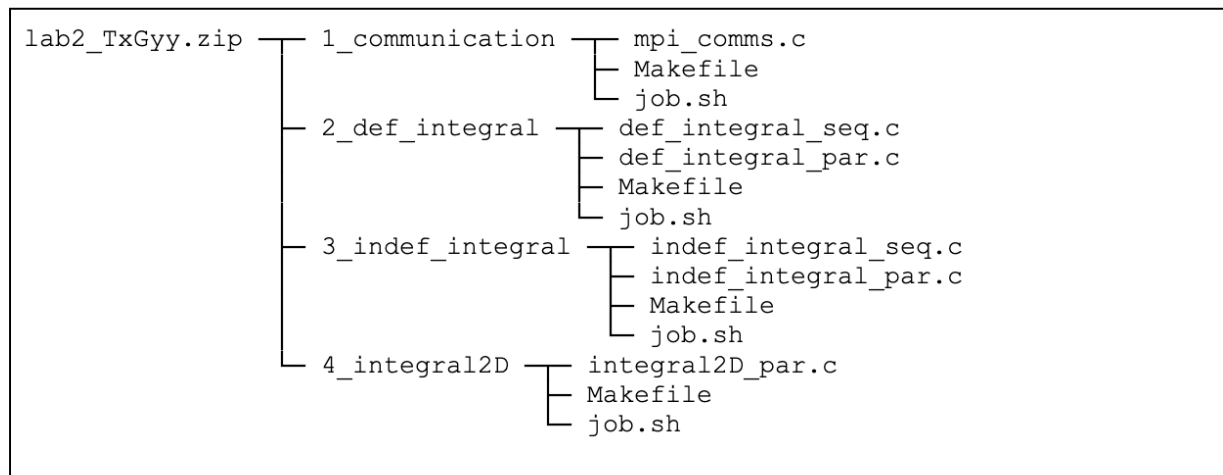 lab2_TxGyy.zip ─┬─ 1_communication ─┬─ mpi_comms.c
├─ Makefile
└─ job.sh
├─ 2_def_integral ─┬─ def_integral_seq.c
├─ def_integral_par.c
├─ Makefile
└─ job.sh
├─ 3_indef_integral ─┬─ indef_integral_seq.c
├─ indef_integral_par.c
├─ Makefile
└─ job.sh
└─ 4_integral2D ─┬─ integral2D_par.c
├─ Makefile
└─ job.sh